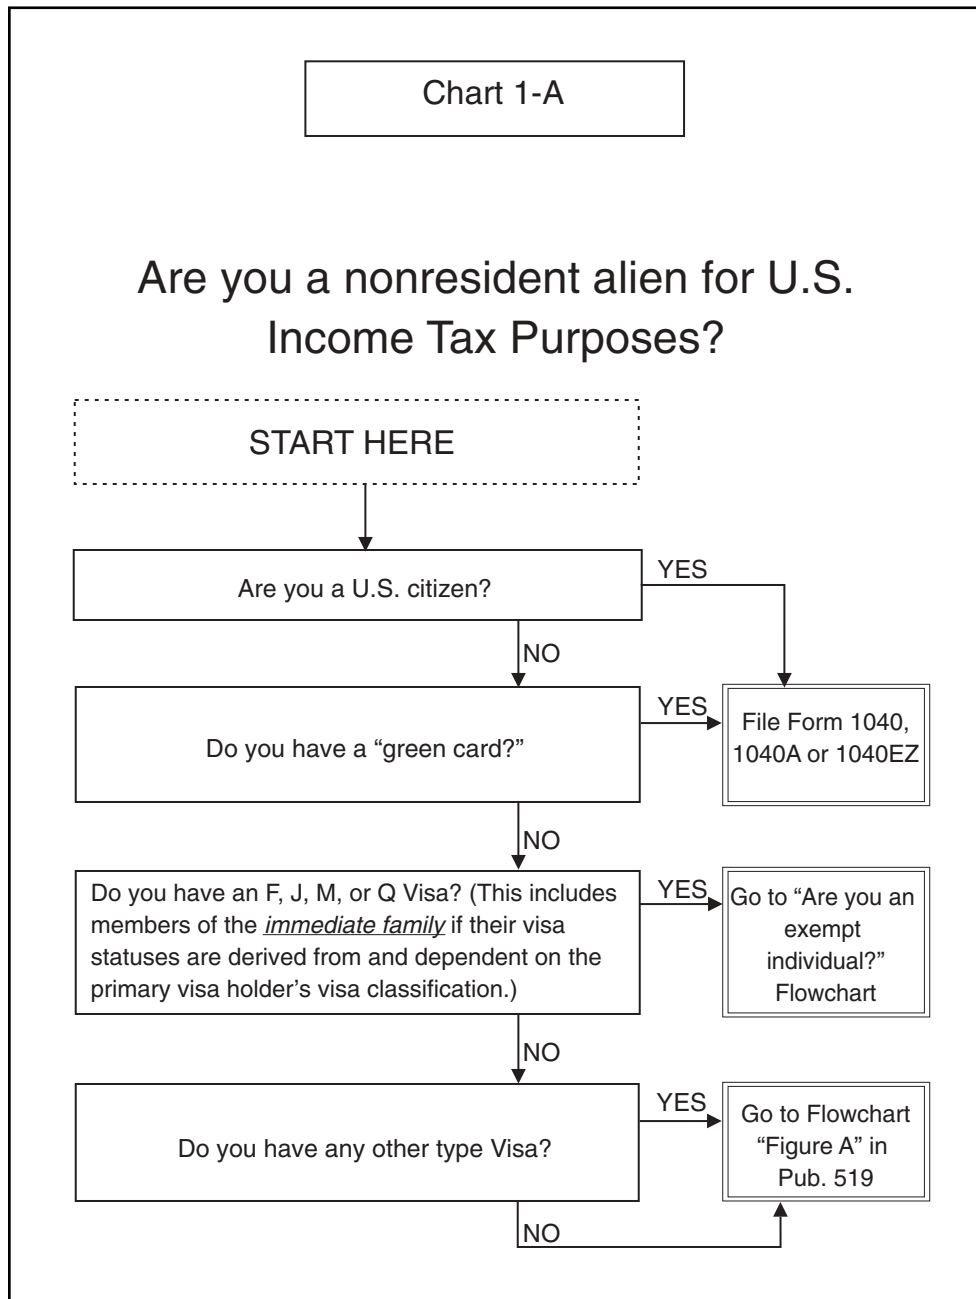 Chart 1-A
Are you a nonresident alien for U.S.
Income Tax Purposes?
START HERE
Are you a U.S. citizen?
YES
NO
Do you have a “green card?”
YES
File Form 1040,
1040A or 1040EZ
NO
Do you have an F, J, M, or Q Visa? (This includes
members of the immediate family if their visa
statuses are derived from and dependent on the
primary visa holder’s visa classification.)
YES
Go to “Are you an
exempt
individual?”
Flowchart
NO
Do you have any other type Visa?
YES
Go to Flowchart
“Figure A” in
Pub. 519
NO